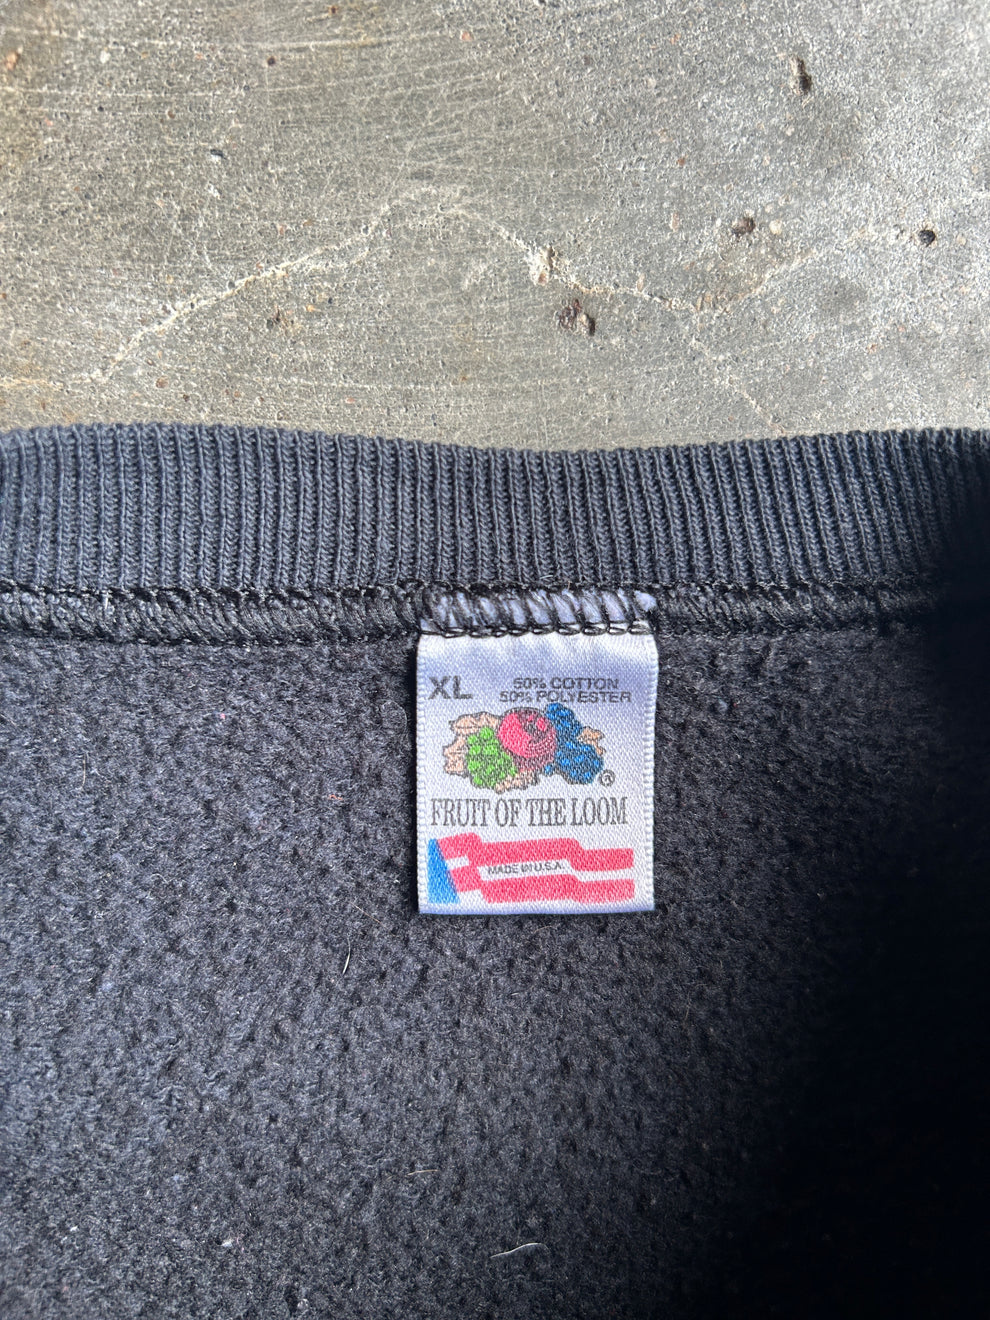 XL
50% COTTON
50% POLYESTER
®
FRUIT OF THE LOOM
MADE IN U.S.A.